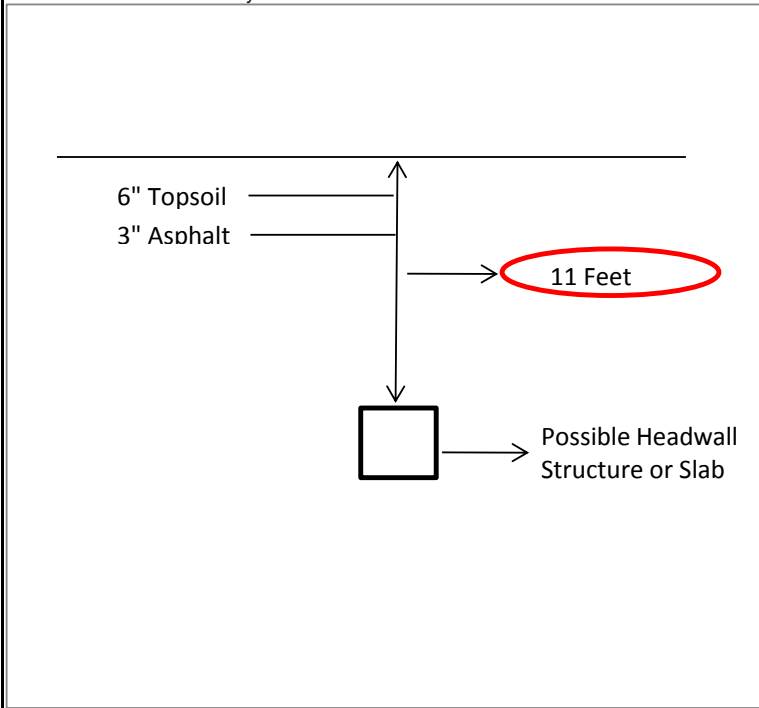 6" Topsoil
3" Asphalt
11 Feet
Possible Headwall
Structure or Slab